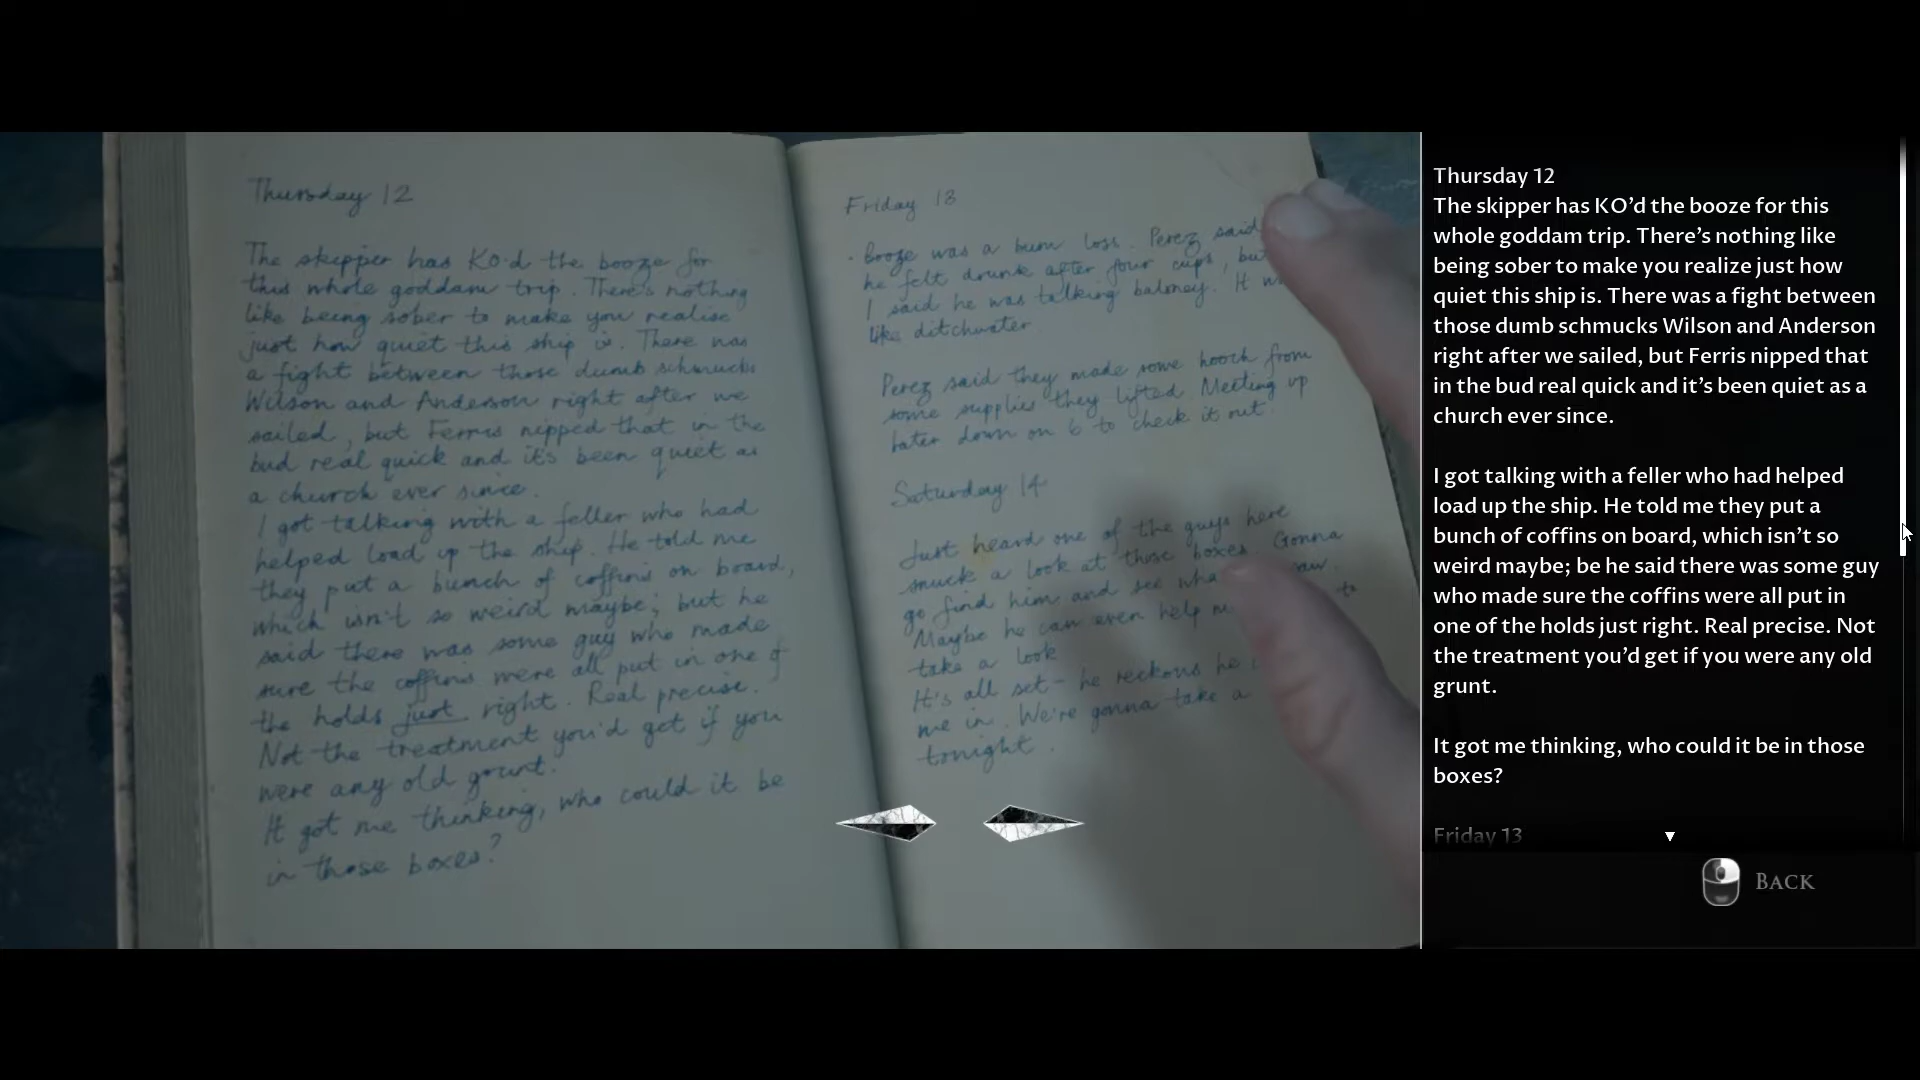 Thursday 12
The skipper has KO'd the booze for
this whole goddam trip. There's nothing
like being sober to make you realise
just how quiet this ship is. There was
a fight between those dumb schmucks
Wilson and Anderson right after we
sailed, but Ferris nipped that in the
bud real quick and it's been quiet as
a church ever since.
I got talking with a feller who had
helped load up the ship. He told me
they put a bunch of coffins on board,
which isn't so weird maybe; but he
said there was some guy who made
sure the coffins were all put in one of
the holds just right. Real precise.
Not the treatment you'd get if you
were any old grunt.
It got me thinking, who could it be
in those boxes?
Friday 13
Booze was a bum loss. Perez said
he felt drunk after four cups, but
I said he was talking baloney. It
like ditchwater.
Perez said they made some hooch from
some supplies they lifted. Meeting up
later down on 6 to check it out.
Saturday 14
Just heard one of the guys here
snuck a look at those boxes. Gonna
go find him and see
Maybe he can even help to
take a look
It's all set - he reckons he
me in. We're gonna take a
tonight.
Thursday 12
The skipper has KO'd the booze for this
whole goddam trip. There's nothing like
being sober to make you realize just how
quiet this ship is. There was a fight between
those dumb schmucks Wilson and Anderson
right after we sailed, but Ferris nipped that
in the bud real quick and it's been quiet as a
church ever since.
I got talking with a feller who had helped
load up the ship. He told me they put a
bunch of coffins on board, which isn't so
weird maybe; be he said there was some guy
who made sure the coffins were all put in
one of the holds just right. Real precise. Not
the treatment you'd get if you were any old
grunt.
It got me thinking, who could it be in those
boxes?
Friday 13
Back